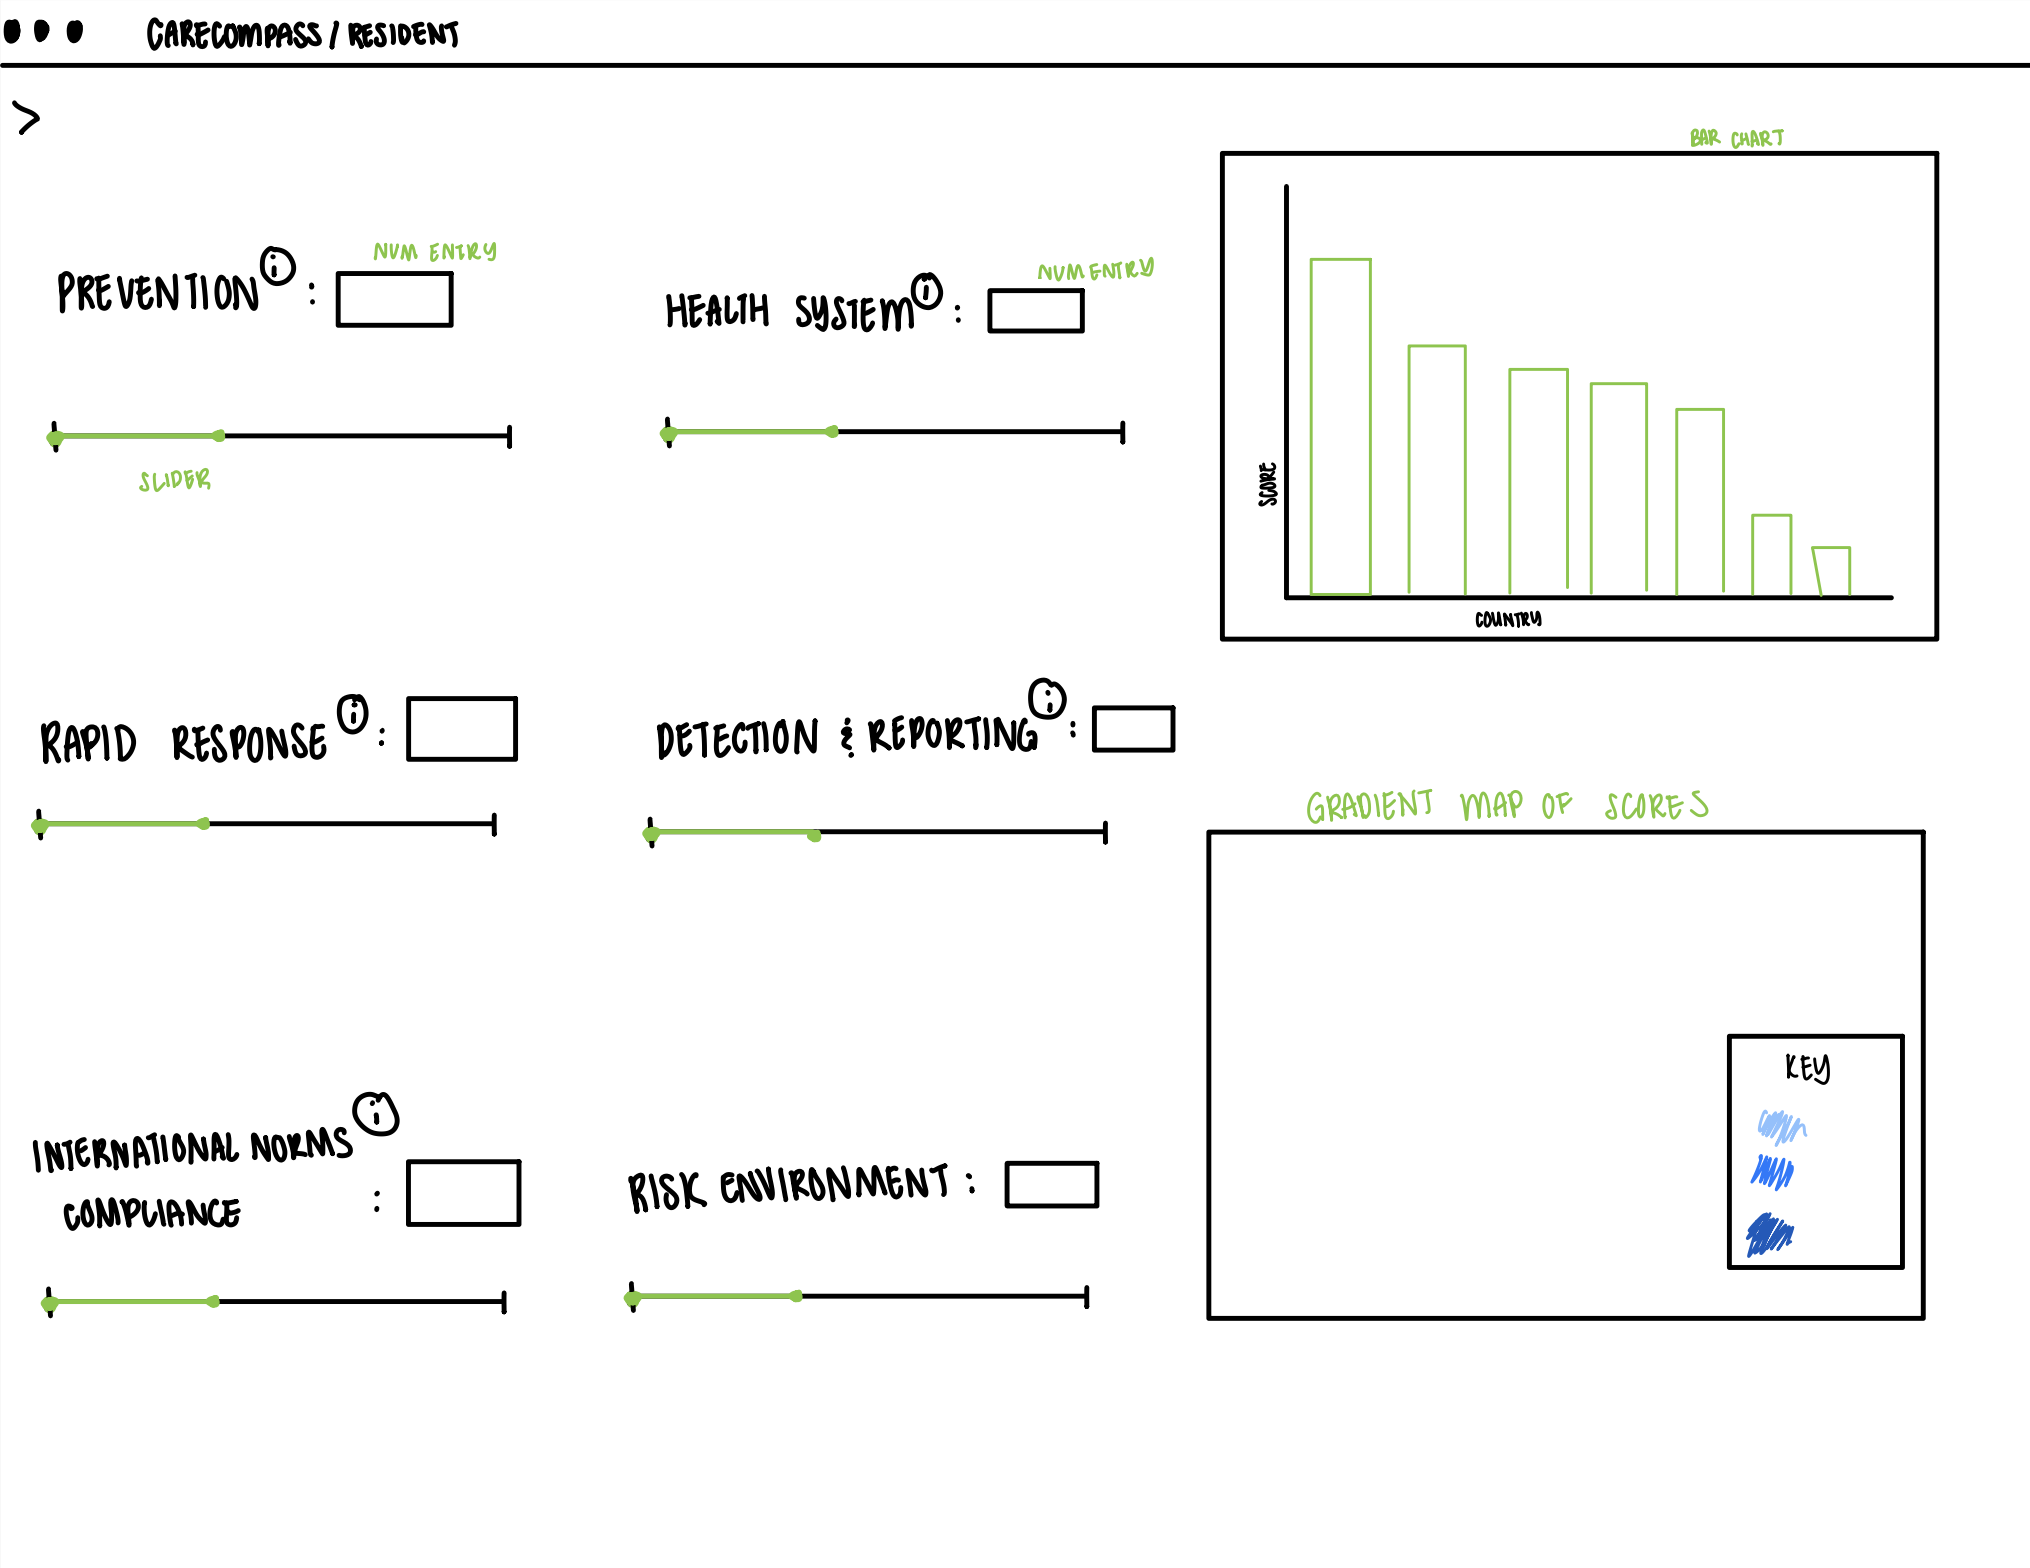 CARECOMPASS / RESIDENT
>
BAR CHART
NUM ENTRY
PREVENTION i :
NUM ENTRY
HEALTH SYSTEM i :
SLIDER
SCORE
COUNTRY
RAPID RESPONSE i :
DETECTION & REPORTING i :
GRADIENT MAP OF SCORES
KEY
INTERNATIONAL NORMS i
COMPLIANCE :
RISK ENVIRONMENT :